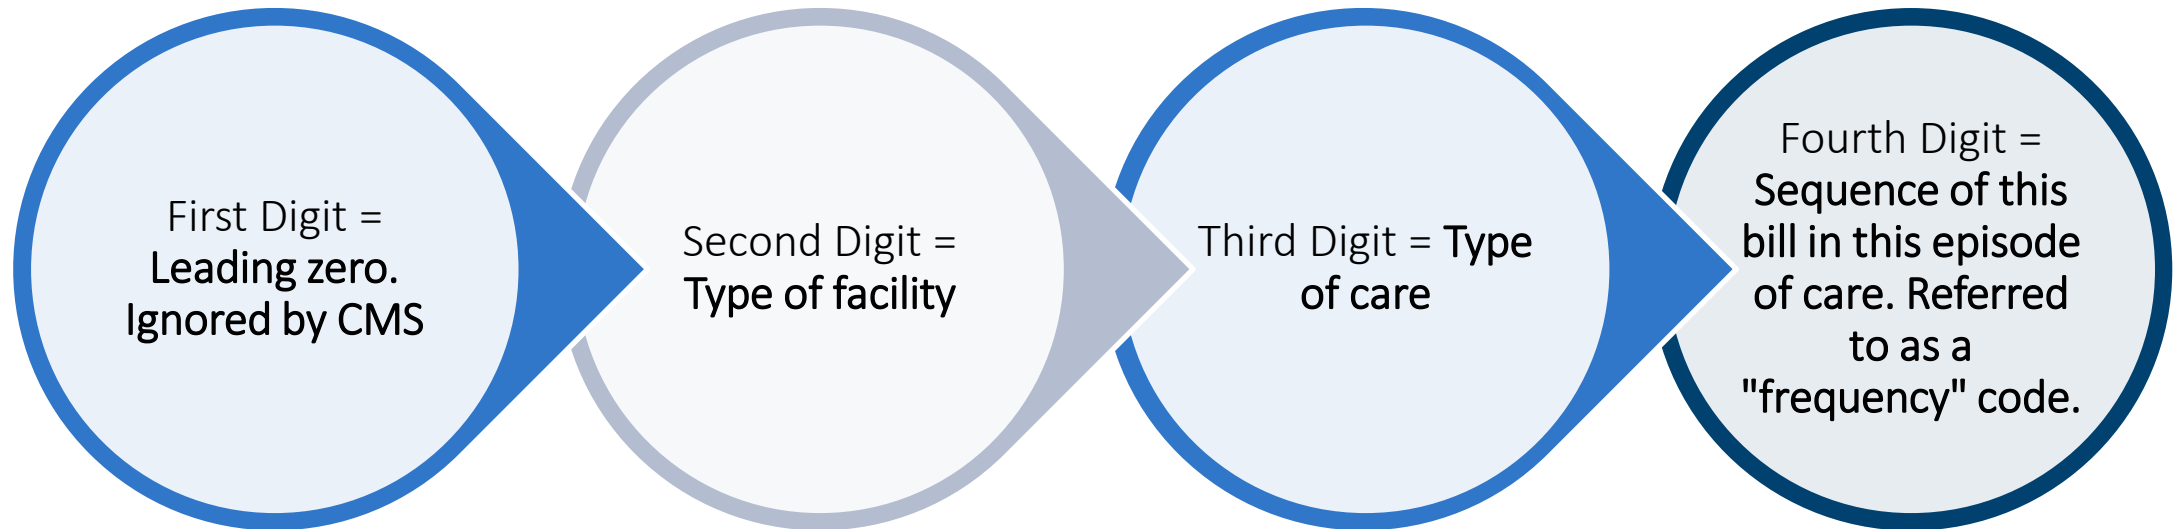 First Digit =
Leading zero.
Ignored by CMS
Second Digit =
Type of facility
Third Digit = Type
of care
Fourth Digit =
Sequence of this
bill in this episode
of care. Referred
to as a
"frequency" code.